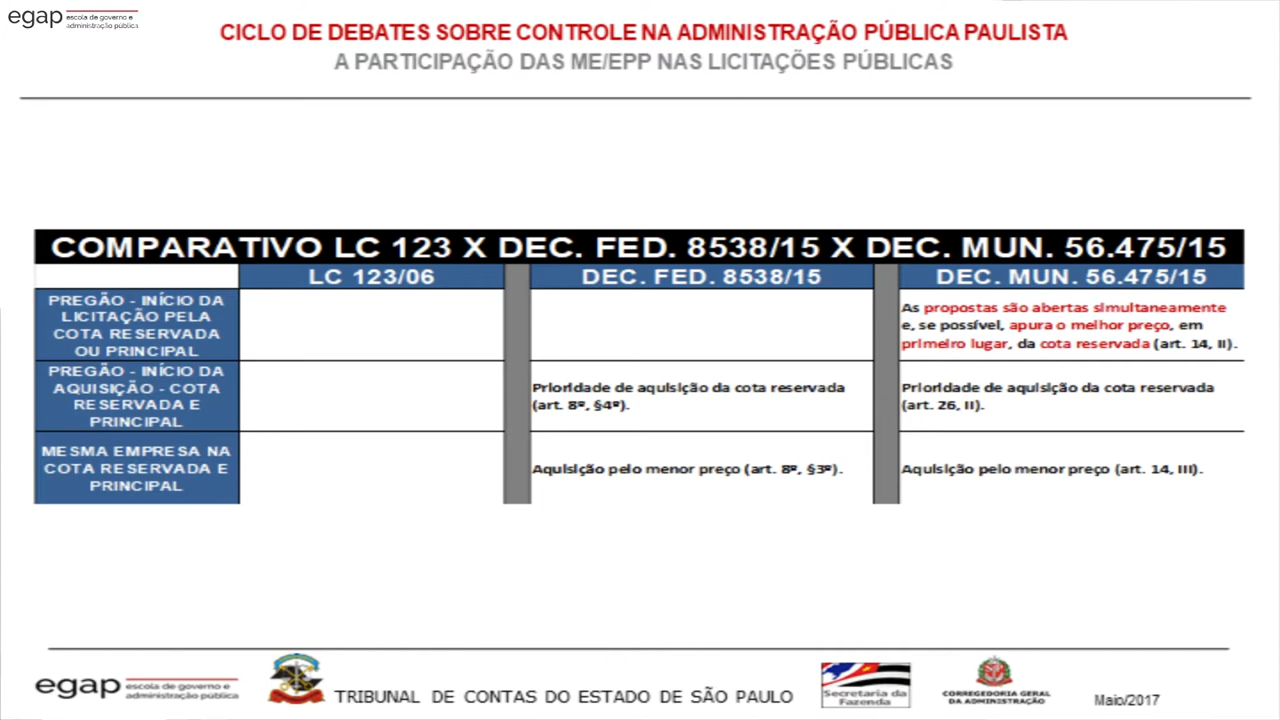 egap escola de governo e
administração pública
CICLO DE DEBATES SOBRE CONTROLE NA ADMINISTRAÇÃO PÚBLICA PAULISTA
A PARTICIPAÇÃO DAS ME/EPP NAS LICITAÇÕES PÚBLICAS
COMPARATIVO LC 123 X DEC. FED. 8538/15 X DEC. MUN. 56.475/15
LC 123/06
DEC. FED. 8538/15
DEC. MUN. 56.475/15
PREGÃO - INÍCIO DA
LICITAÇÃO PELA
COTA RESERVADA
OU PRINCIPAL
As propostas são abertas simultaneamente
e, se possível, apura o melhor preço, em
primeiro lugar, da cota reservada (art. 14, II).
PREGÃO - INÍCIO DA
AQUISIÇÃO - COTA
RESERVADA E
PRINCIPAL
Prioridade de aquisição da cota reservada
(art. 8º, §4º).
Prioridade de aquisição da cota reservada
(art. 26, II).
MESMA EMPRESA NA
COTA RESERVADA E
PRINCIPAL
Aquisição pelo menor preço (art. 8º, §3º).
Aquisição pelo menor preço (art. 14, III).
egap escola de governo e
administração pública
TRIBUNAL DE CONTAS DO ESTADO DE SÃO PAULO
Secretaria da
Fazenda
CORREGEDORIA GERAL
DA ADMINISTRAÇÃO
Maio/2017